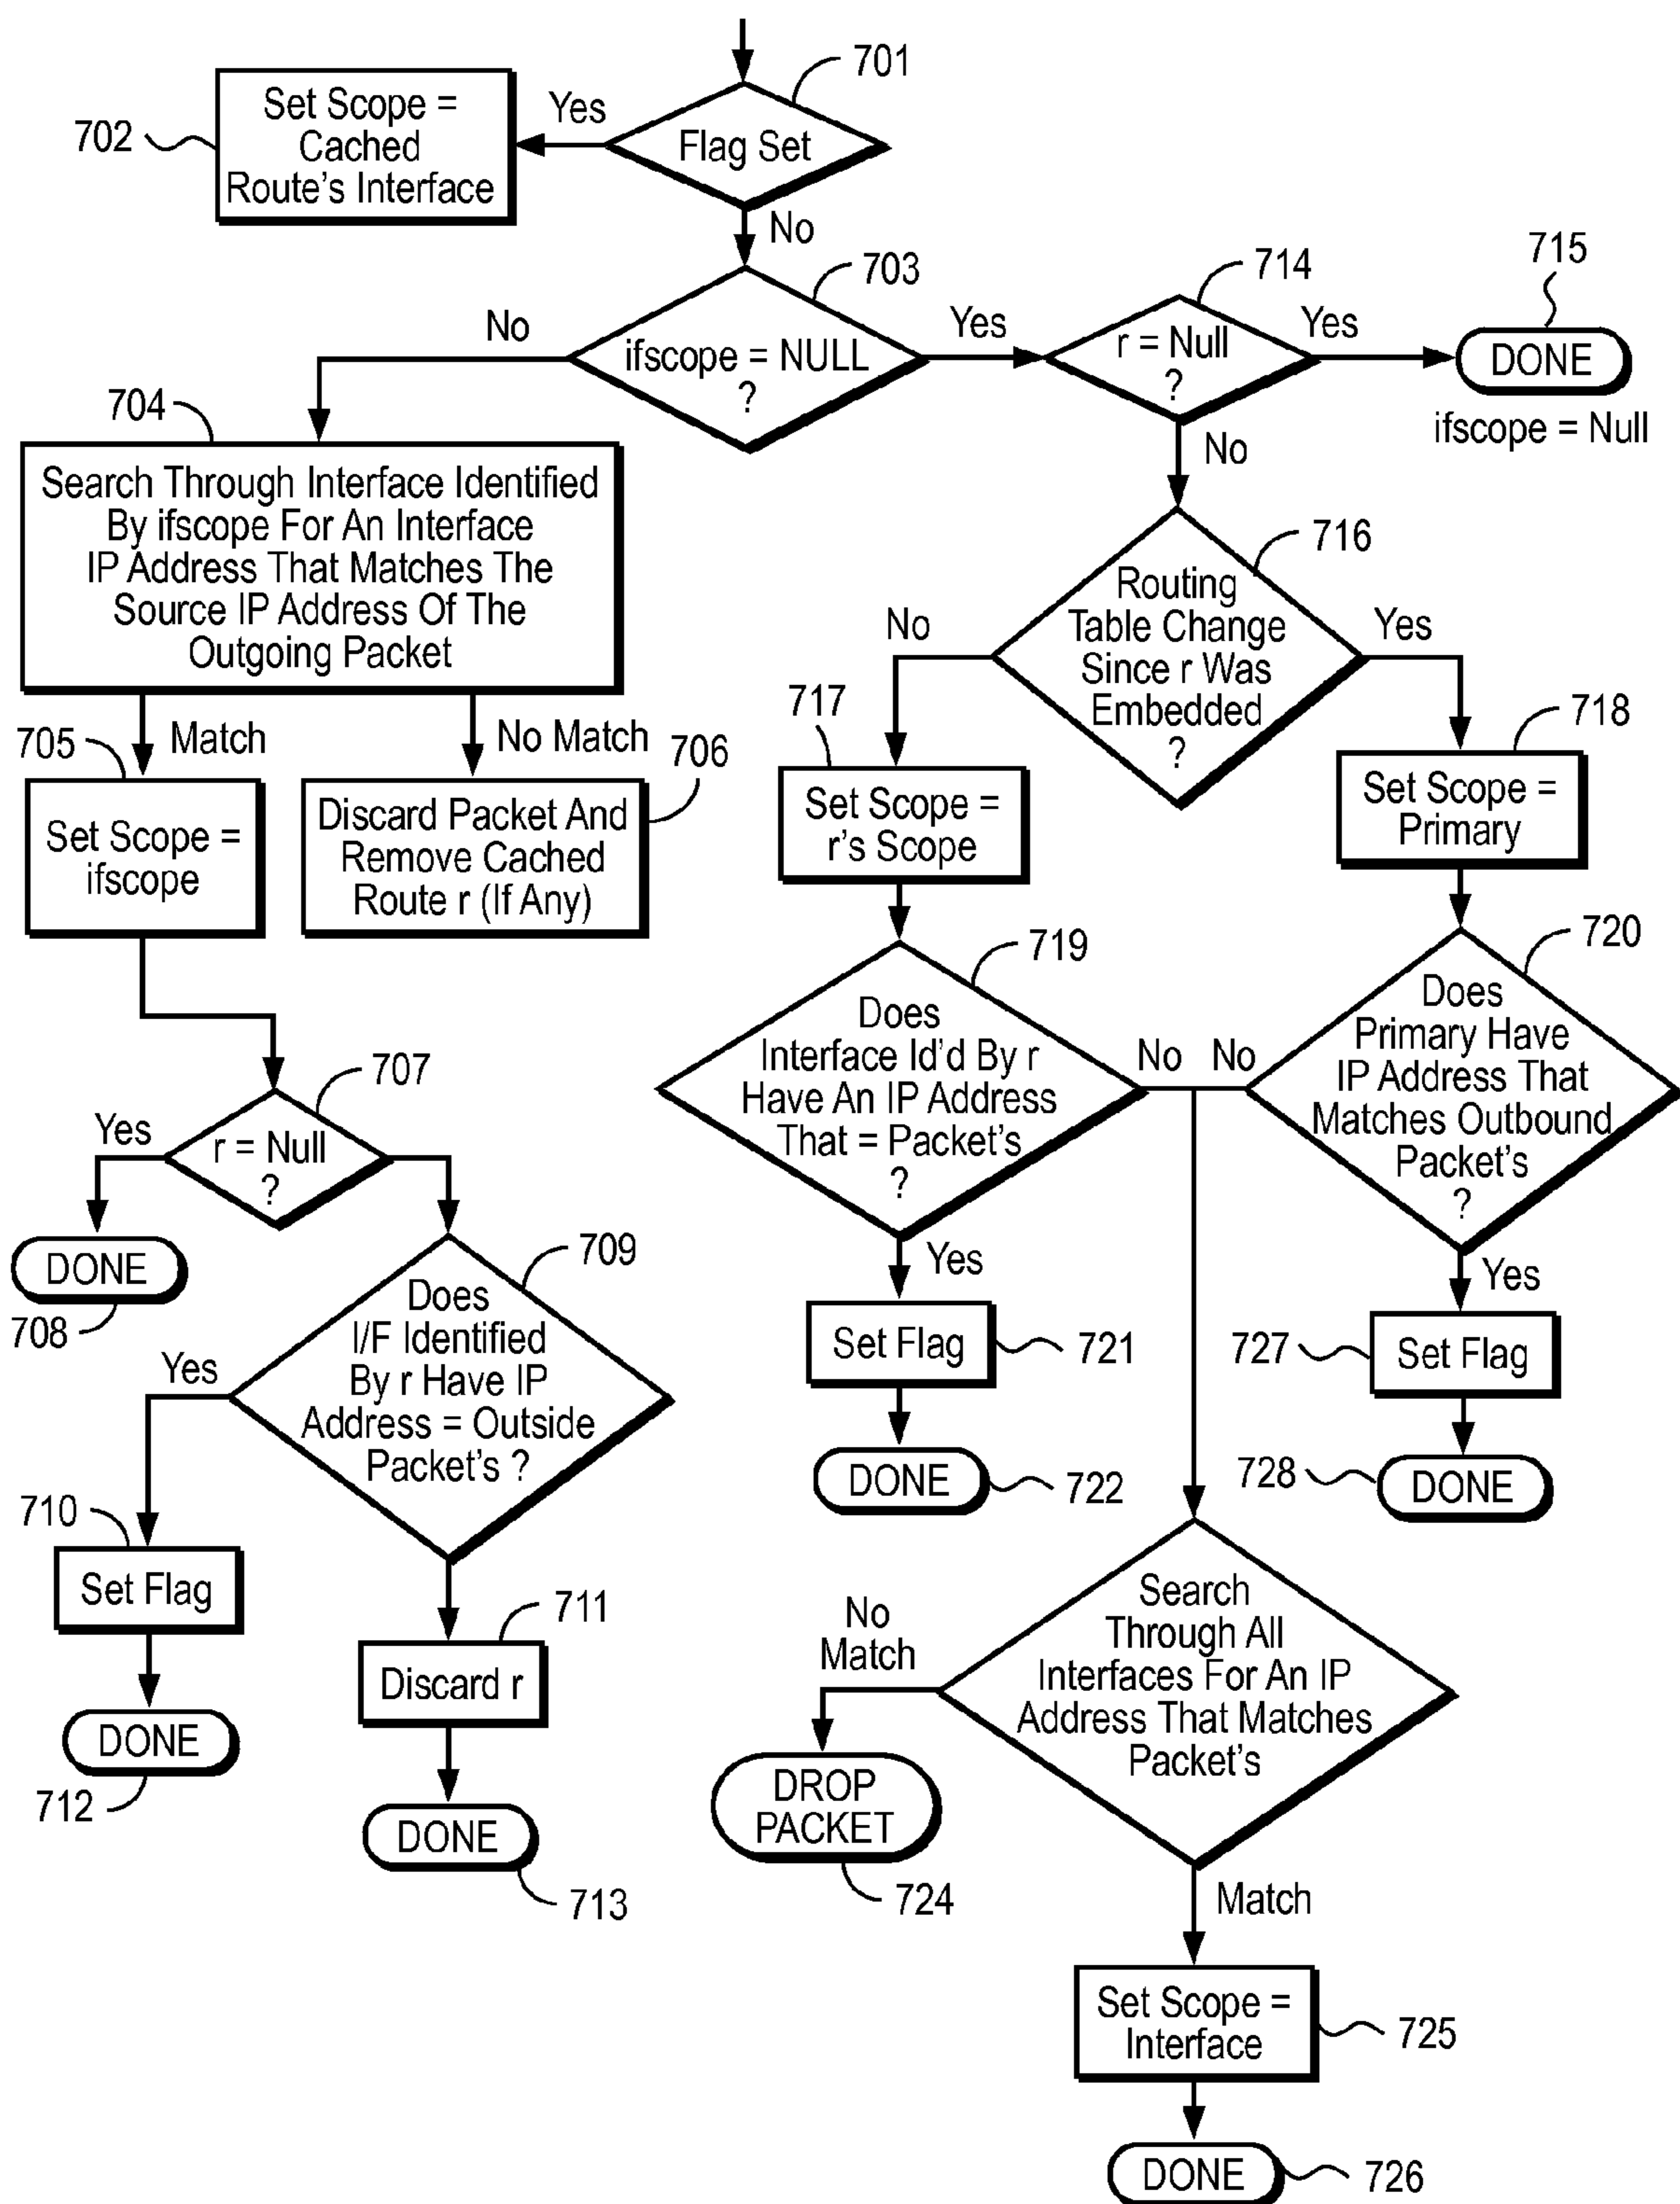 701
702
Set Scope =
Cached
Route's Interface
Yes
Flag Set
No
703
ifscope = NULL
?
No
Yes
714
r = Null
?
Yes
715
DONE
ifscope = Null
No
704
Search Through Interface Identified
By ifscope For An Interface
IP Address That Matches The
Source IP Address Of The
Outgoing Packet
Match
No Match
705
Set Scope =
ifscope
706
Discard Packet And
Remove Cached
Route r (If Any)
716
Routing
Table Change
Since r Was
Embedded
?
No
Yes
717
Set Scope =
r's Scope
718
Set Scope =
Primary
719
Does
Interface Id'd By r
Have An IP Address
That = Packet's
?
No
No
720
Does
Primary Have
IP Address That
Matches Outbound
Packet's
?
707
r = Null
?
Yes
DONE
708
709
Does
I/F Identified
By r Have IP
Address = Outside
Packet's ?
Yes
710
Set Flag
DONE
712
711
Discard r
DONE
713
Yes
Set Flag
721
DONE
722
Yes
727
Set Flag
728
DONE
Search
Through All
Interfaces For An IP
Address That Matches
Packet's
No
Match
DROP
PACKET
724
Match
Set Scope =
Interface
725
DONE
726